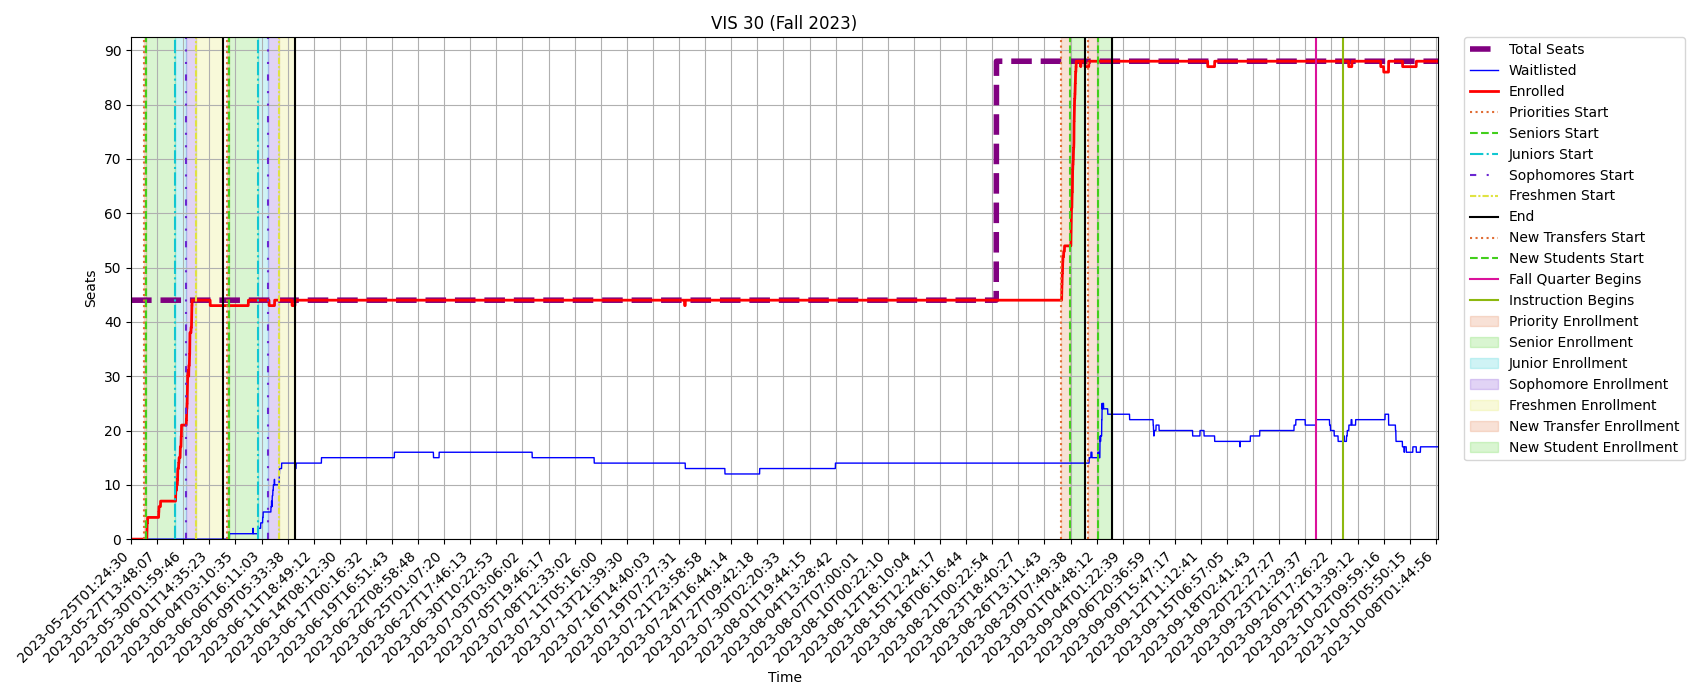 VIS 30 (Fall 2023)
Seats
90
80
70
60
50
40
30
20
10
0
2023-05-25T01:24:30
2023-05-27T13:48:07
2023-05-30T01:59:46
2023-06-01T14:35:23
2023-06-04T03:10:35
2023-06-06T16:11:03
2023-06-09T05:33:38
2023-06-11T18:49:12
2023-06-14T08:12:30
2023-06-17T00:16:32
2023-06-19T16:51:43
2023-06-22T08:58:48
2023-06-25T01:07:20
2023-06-27T17:46:13
2023-06-30T10:22:53
2023-07-03T03:06:02
2023-07-05T19:46:17
2023-07-08T12:33:02
2023-07-11T05:16:00
2023-07-13T21:39:30
2023-07-16T14:40:03
2023-07-19T07:27:31
2023-07-21T23:58:58
2023-07-24T16:44:14
2023-07-27T09:42:18
2023-07-30T02:20:33
2023-08-01T19:44:15
2023-08-04T13:28:42
2023-08-07T07:00:01
2023-08-10T00:22:10
2023-08-12T18:10:04
2023-08-15T12:24:17
2023-08-18T06:16:44
2023-08-21T00:22:54
2023-08-23T18:40:27
2023-08-26T13:11:43
2023-08-29T07:49:38
2023-09-01T04:48:12
2023-09-04T01:22:39
2023-09-06T20:36:59
2023-09-09T15:47:17
2023-09-12T11:12:41
2023-09-15T06:57:05
2023-09-18T02:41:43
2023-09-20T22:27:27
2023-09-23T21:29:37
2023-09-26T17:26:22
2023-09-29T13:39:12
2023-10-02T09:59:16
2023-10-05T05:50:15
2023-10-08T01:44:56
Time
Total Seats
Waitlisted
Enrolled
Priorities Start
Seniors Start
Juniors Start
Sophomores Start
Freshmen Start
End
New Transfers Start
New Students Start
Fall Quarter Begins
Instruction Begins
Priority Enrollment
Senior Enrollment
Junior Enrollment
Sophomore Enrollment
Freshmen Enrollment
New Transfer Enrollment
New Student Enrollment